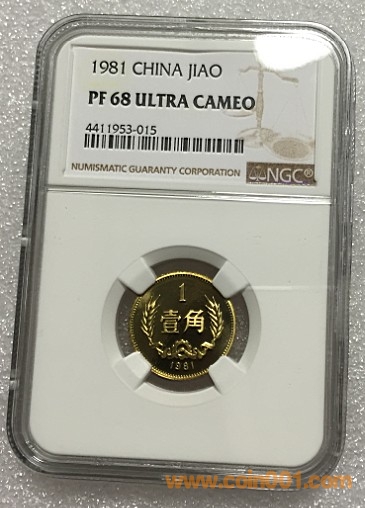 1981 CHINA JIAO
PF 68 ULTRA CAMEO
4411953-015
NUMISMATIC GUARANTY CORPORATION
NGC®
1
壹角
1981
www.coin001.com